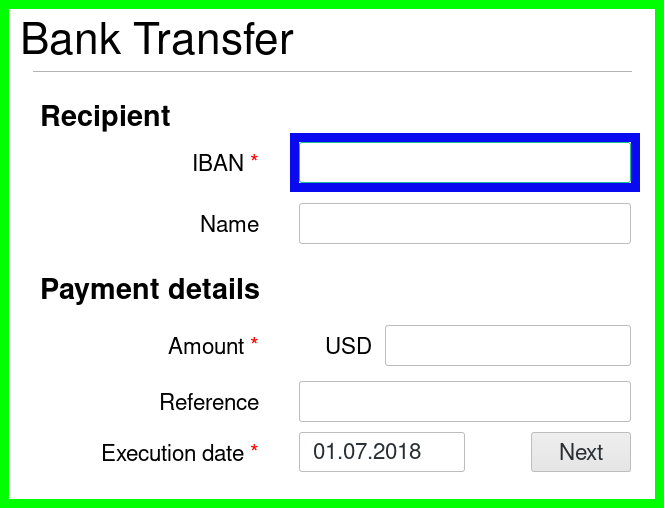 Bank Transfer
Recipient
IBAN *
Name
Payment details
Amount * USD
Reference
Execution date * 01.07.2018 Next